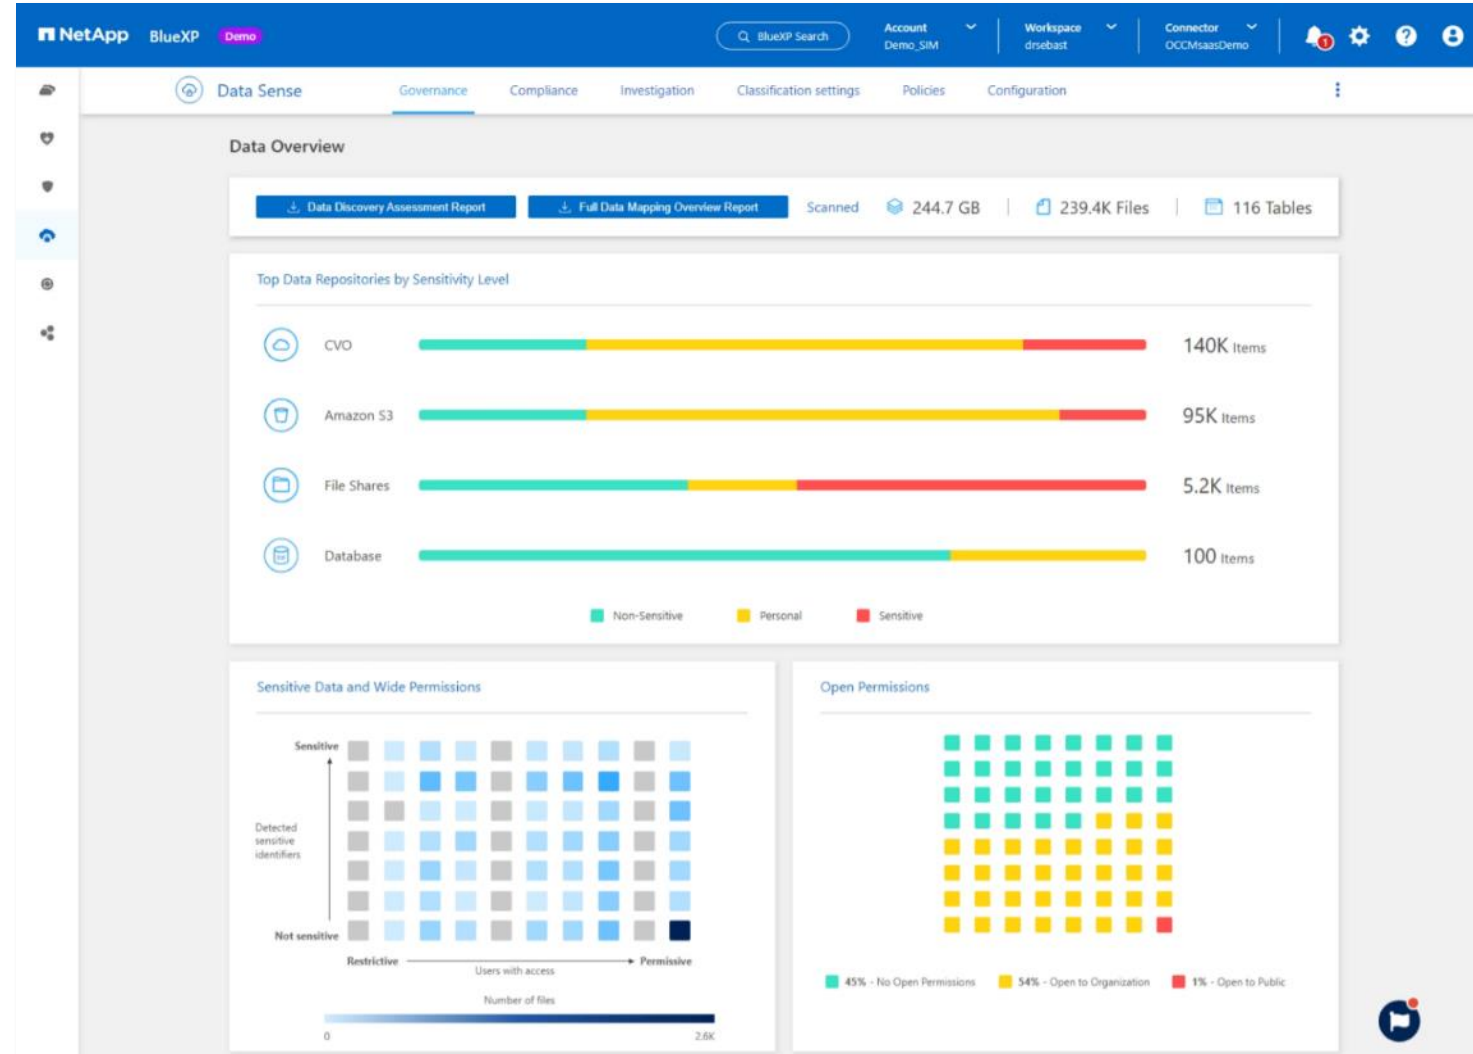 NetApp BlueXP Demo
BlueXP Search
Account
Demo_SIM
Workspace
drsebast
Connector
OCCMsaasDemo
1
Data Sense
Governance Compliance Investigation Classification settings Policies Configuration
Data Overview
Data Discovery Assessment Report
Full Data Mapping Overview Report
Scanned 244.7 GB 239.4K Files 116 Tables
Top Data Repositories by Sensitivity Level
CVO 140K Items
Amazon S3 95K Items
File Shares 5.2K Items
Database 100 Items
Non-Sensitive Personal Sensitive
Sensitive Data and Wide Permissions
Sensitive
Detected
sensitive
identifiers
Not sensitive
Restrictive Permissive
Users with access
Number of files
0 2.6K
Open Permissions
45% - No Open Permissions 54% - Open to Organization 1% - Open to Public